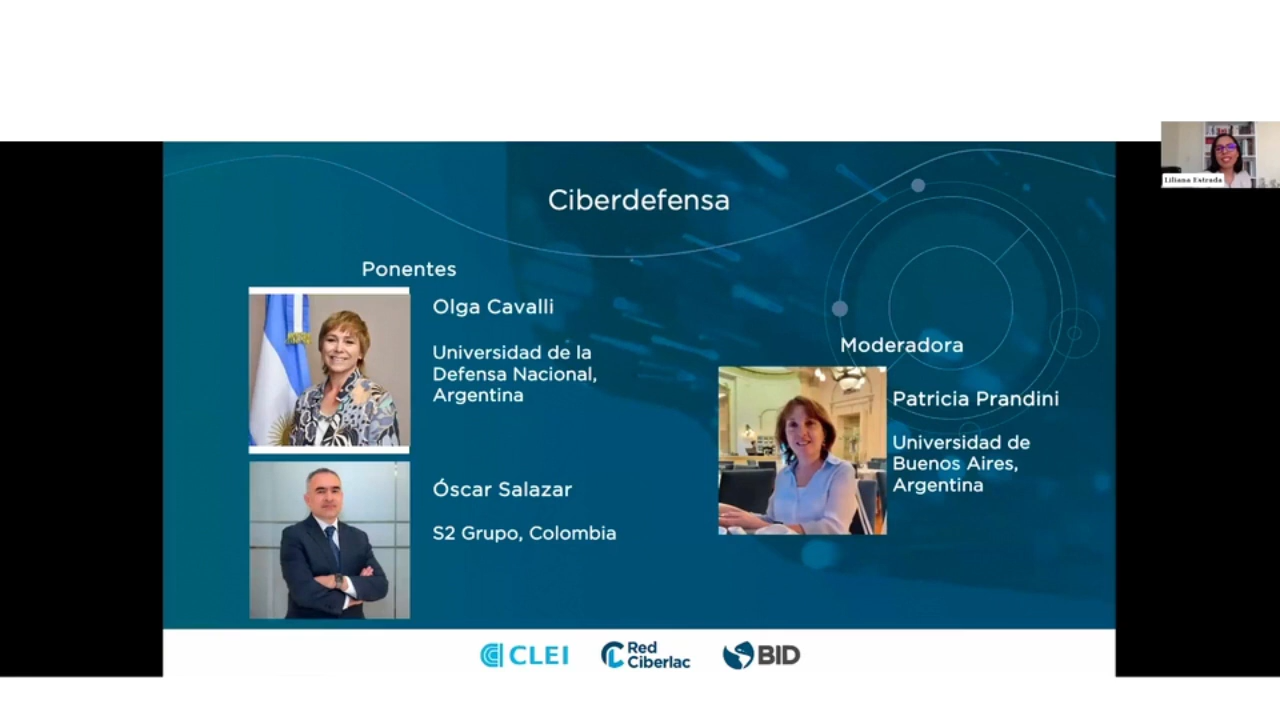 Liliana Estrada
Ciberdefensa
Ponentes
Olga Cavalli
Universidad de la
Defensa Nacional,
Argentina
Óscar Salazar
S2 Grupo, Colombia
Moderadora
Patricia Prandini
Universidad de
Buenos Aires,
Argentina
CLEI
Red
Ciberlac
BID